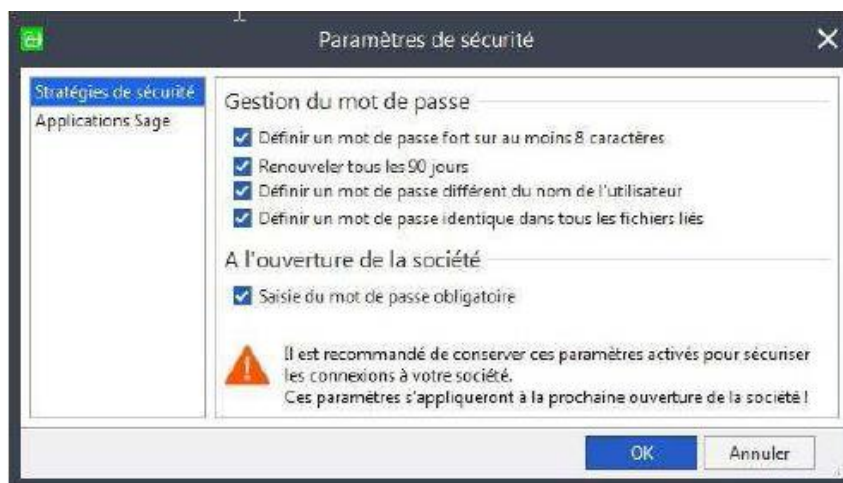 Paramètres de sécurité
Stratégies de sécurité
Applications Sage
Gestion du mot de passe
Définir un mot de passe fort sur au moins 8 caractères
Renouveler tous les 90 jours
Définir un mot de passe différent du nom de l'utilisateur
Définir un mot de passe identique dans tous les fichiers liés
A l'ouverture de la société
Saisie du mot de passe obligatoire
Il est recommandé de conserver ces paramètres activés pour sécuriser
les connexions à votre société.
Ces paramètres s'appliqueront à la prochaine ouverture de la société !
OK
Annuler